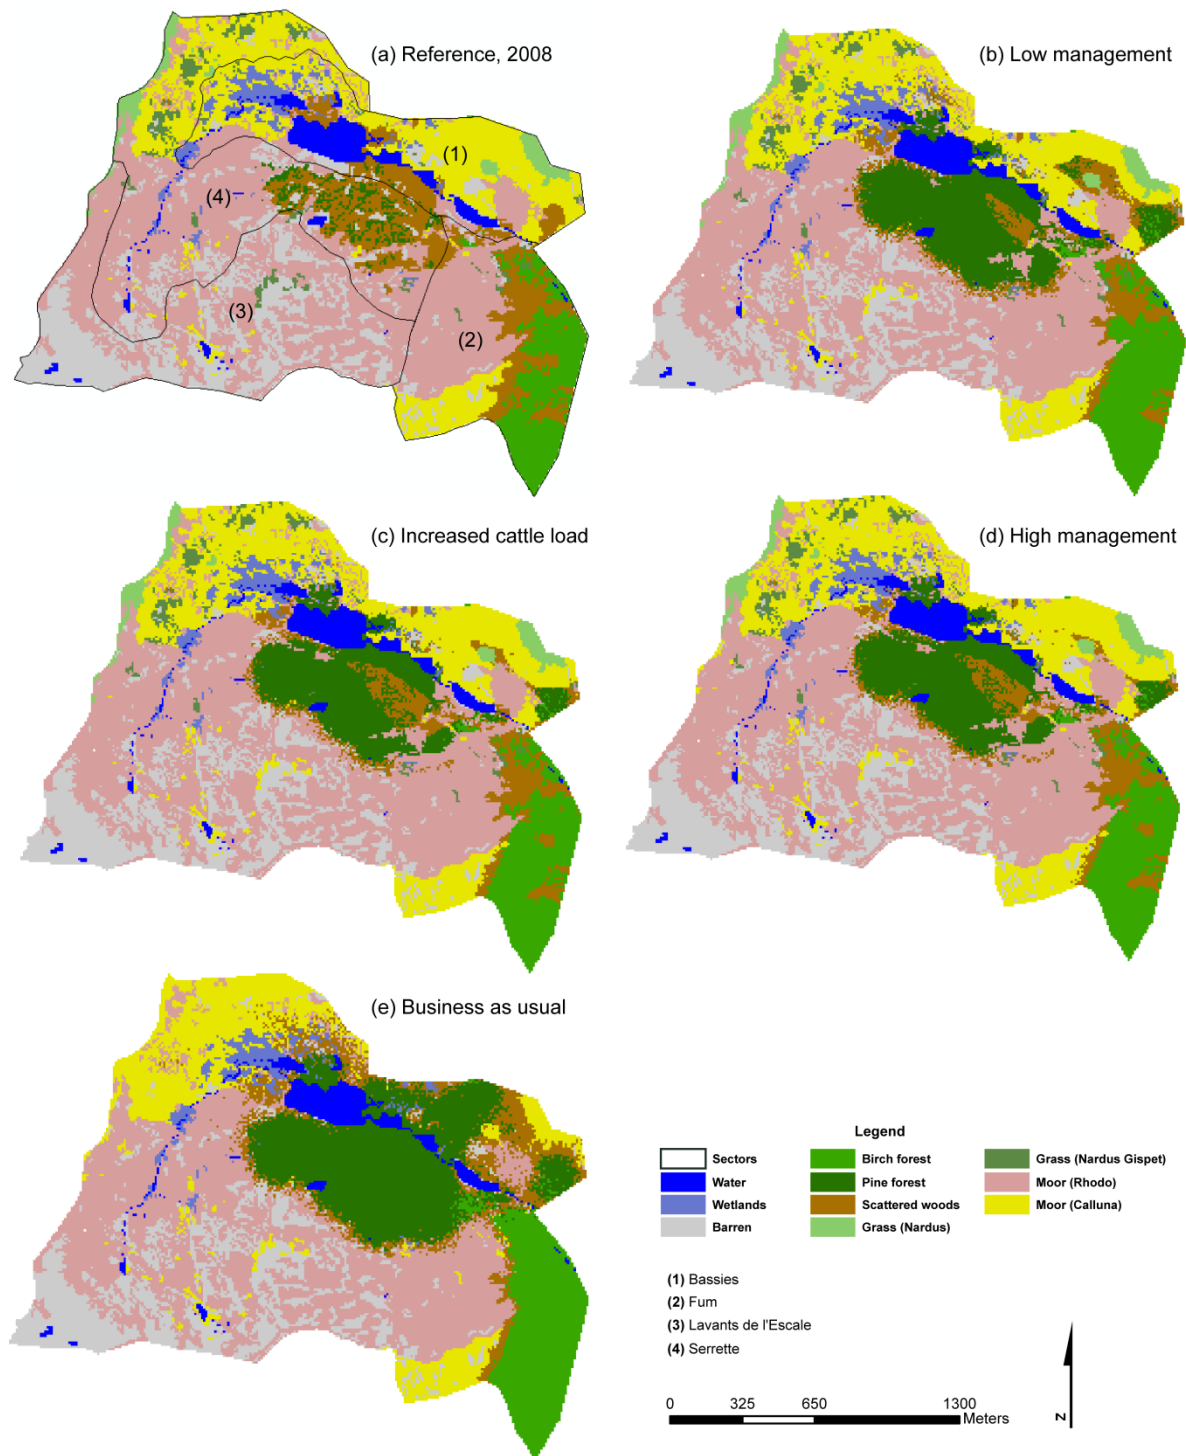 (a) Reference, 2008
(b) Low management
(1)
(4)
(3)
(2)
(c) Increased cattle load
(d) High management
(e) Business as usual
Legend
Sectors
Water
Wetlands
Barren
Birch forest
Pine forest
Scattered woods
Grass (Nardus)
Grass (Nardus Gispet)
Moor (Rhodo)
Moor (Calluna)
(1) Bassies
(2) Fum
(3) Lavants de l'Escale
(4) Serrette
0 325 650 1300
Meters
N